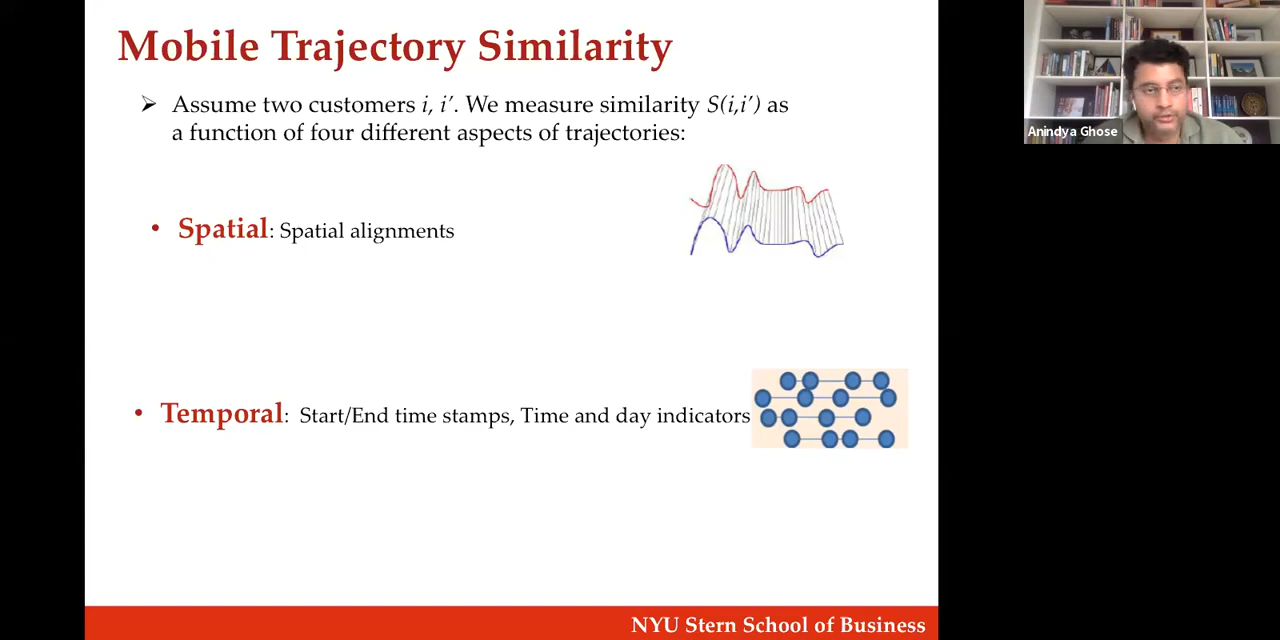 Mobile Trajectory Similarity
➢ Assume two customers i, i’. We measure similarity S(i,i’) as
a function of four different aspects of trajectories:
• Spatial: Spatial alignments
• Temporal: Start/End time stamps, Time and day indicators
NYU Stern School of Business
Anindya Ghose